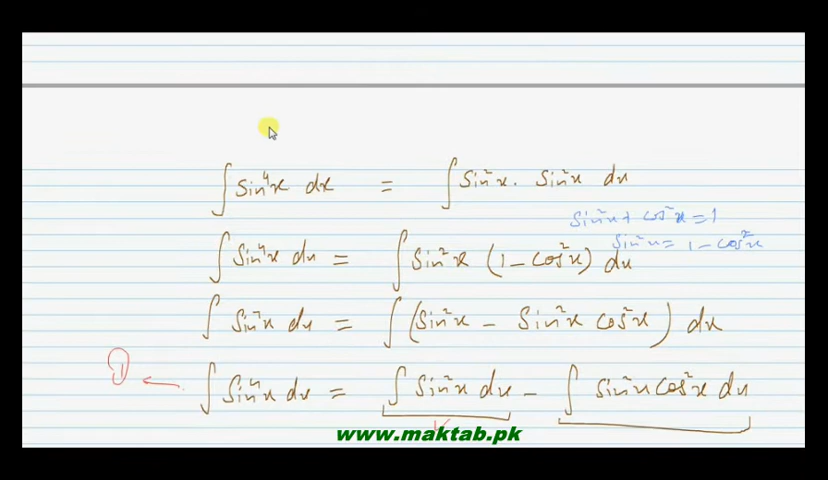 ∫ Sin⁴x dx = ∫ Sin²x . Sin²x dx
Sin²x + Cos²x = 1
Sin²x = 1 – Cos²x
∫ Sin⁴x dx = ∫ Sin²x (1 – Cos²x) dx
∫ Sin⁴x dx = ∫ (Sin²x – Sin²x Cos²x) dx
① ← ∫ Sin⁴x dx = ∫ Sin²x dx – ∫ Sin²x Cos²x dx
www.maktab.pk